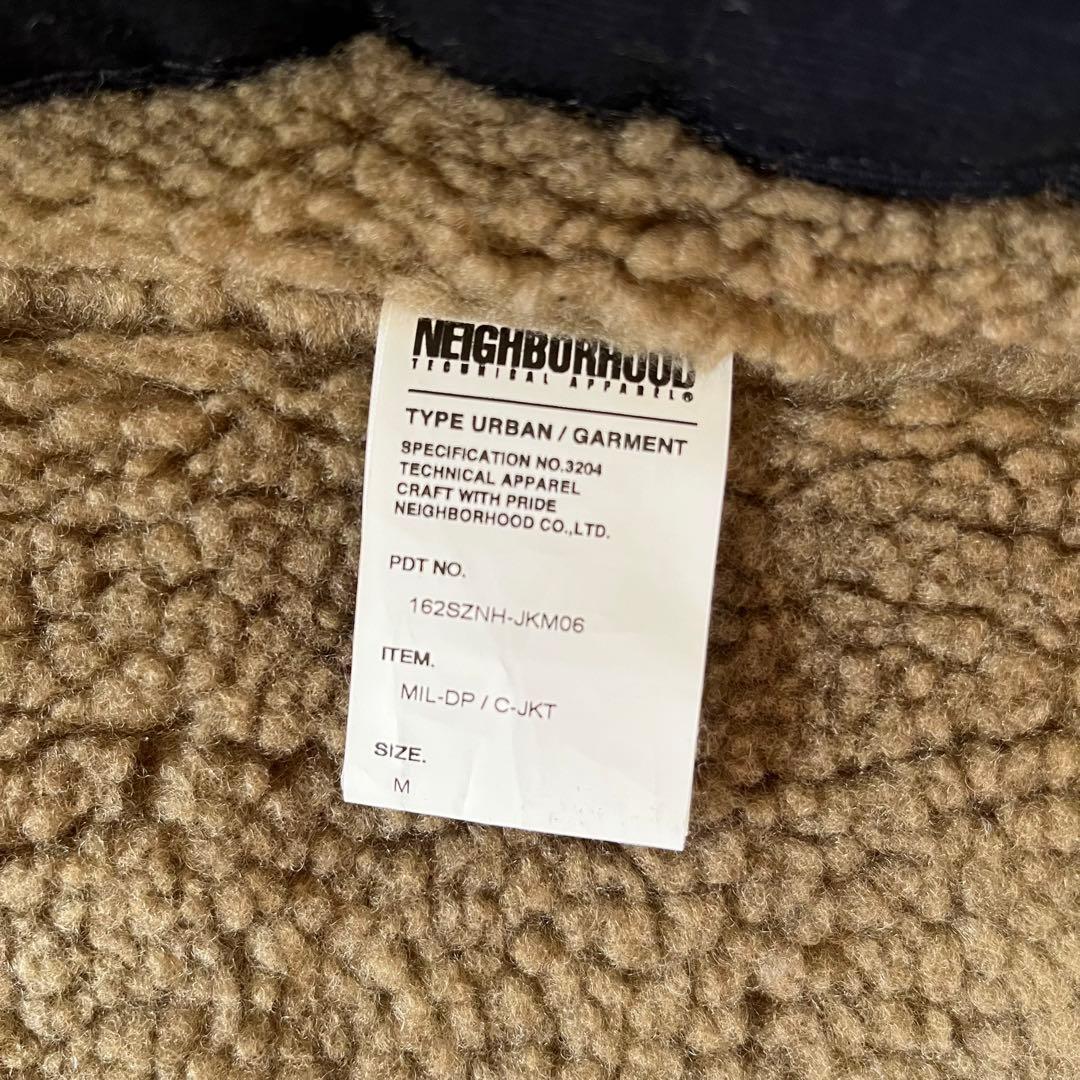 NEIGHBORHOOD
TECHNICAL APPAREL®
TYPE URBAN / GARMENT
SPECIFICATION NO.3204
TECHNICAL APPAREL
CRAFT WITH PRIDE
NEIGHBORHOOD CO.,LTD.
PDT NO.
162SZNH-JKM06
ITEM.
MIL-DP / C-JKT
SIZE.
M